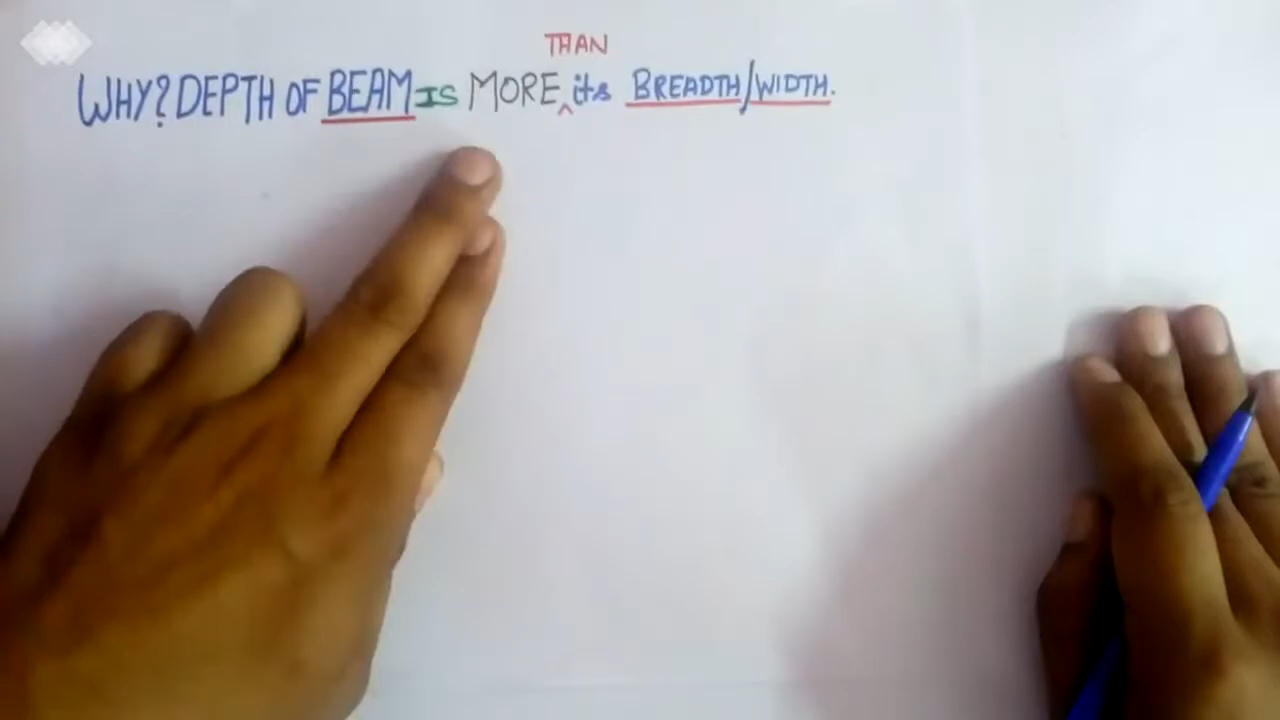 THAN
WHY? DEPTH OF BEAM IS MORE ^ its BREADTH/WIDTH.